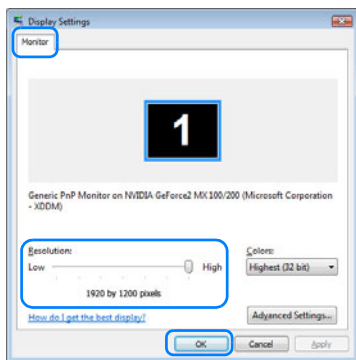 Display Settings
Monitor
1
Generic PnP Monitor on NVIDIA GeForce2 MX 100/200 (Microsoft Corporation
- XDDM)
Resolution:
Colors:
Low
High
Highest (32 bit)
1920 by 1200 pixels
How do I get the best display?
Advanced Settings...
OK
Cancel
Apply